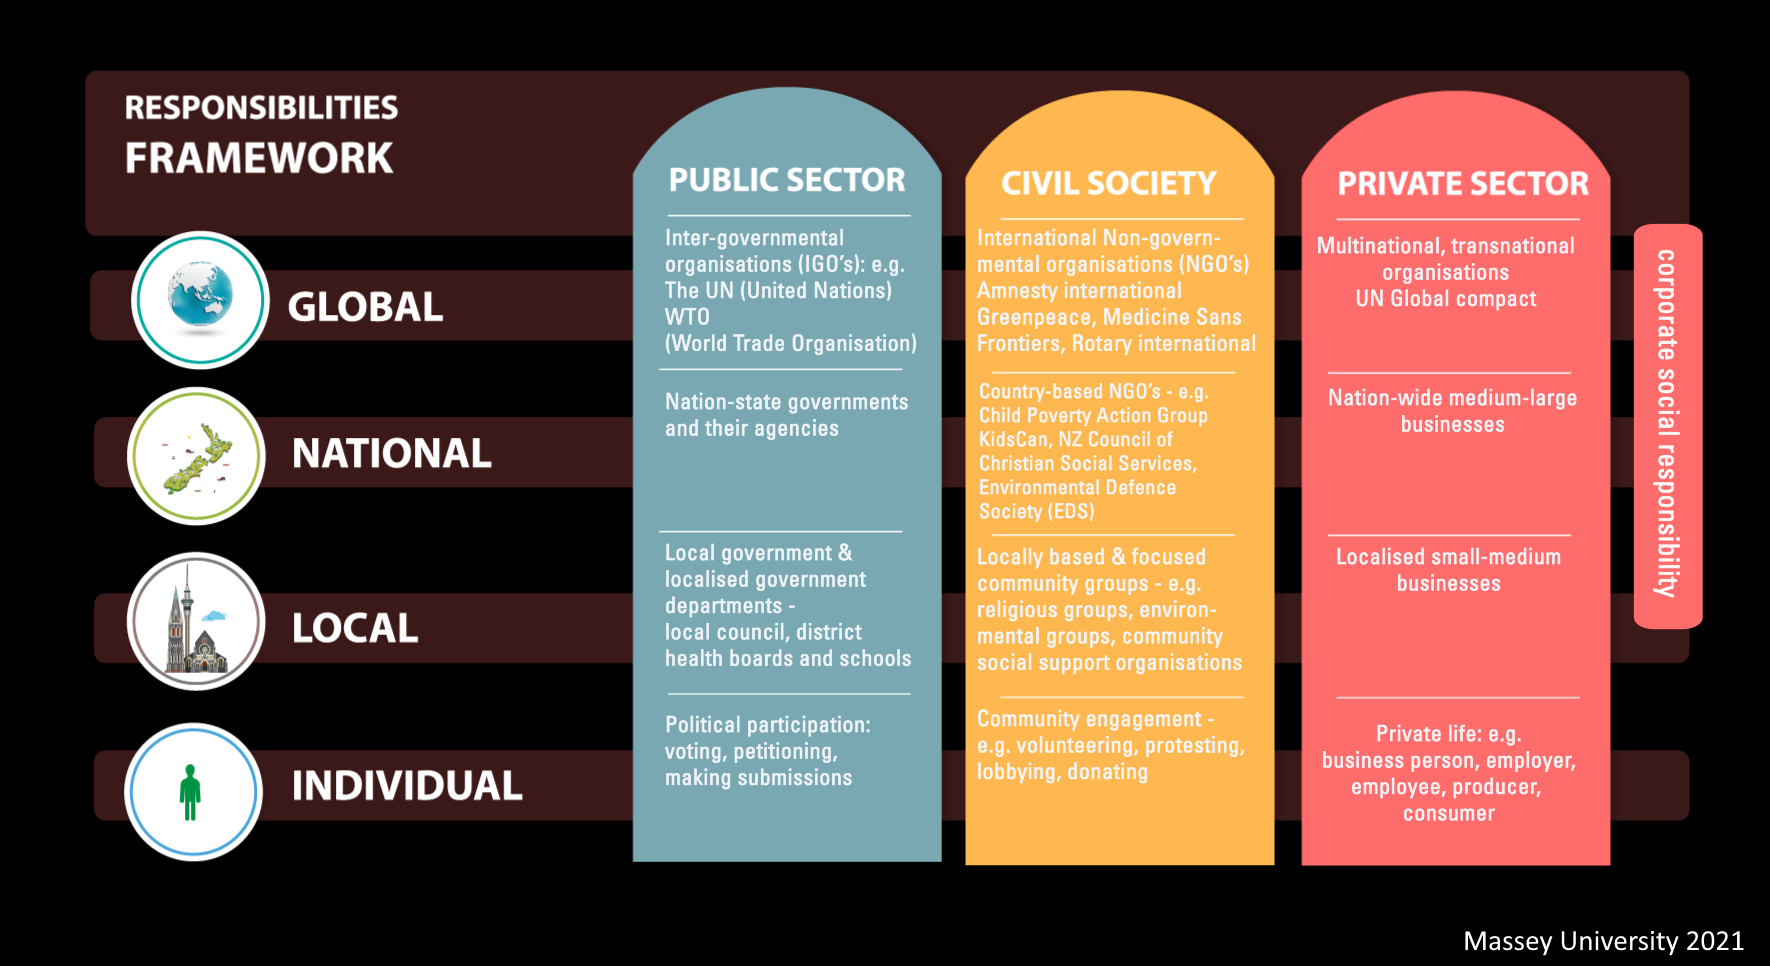 RESPONSIBILITIES
FRAMEWORK
PUBLIC SECTOR
CIVIL SOCIETY
PRIVATE SECTOR
GLOBAL
Inter-governmental
organisations (IGO's): e.g.
The UN (United Nations)
WTO
(World Trade Organisation)
International Non-govern-
mental organisations (NGO's)
Amnesty international
Greenpeace, Medicine Sans
Frontiers, Rotary international
Multinational, transnational
organisations
UN Global compact
NATIONAL
Nation-state governments
and their agencies
Country-based NGO's - e.g.
Child Poverty Action Group
KidsCan, NZ Council of
Christian Social Services,
Environmental Defence
Society (EDS)
Nation-wide medium-large
businesses
LOCAL
Local government &
localised government
departments -
local council, district
health boards and schools
Locally based & focused
community groups - e.g.
religious groups, environ-
mental groups, community
social support organisations
Localised small-medium
businesses
INDIVIDUAL
Political participation:
voting, petitioning,
making submissions
Community engagement -
e.g. volunteering, protesting,
lobbying, donating
Private life: e.g.
business person, employer,
employee, producer,
consumer
corporate social responsibility
Massey University 2021